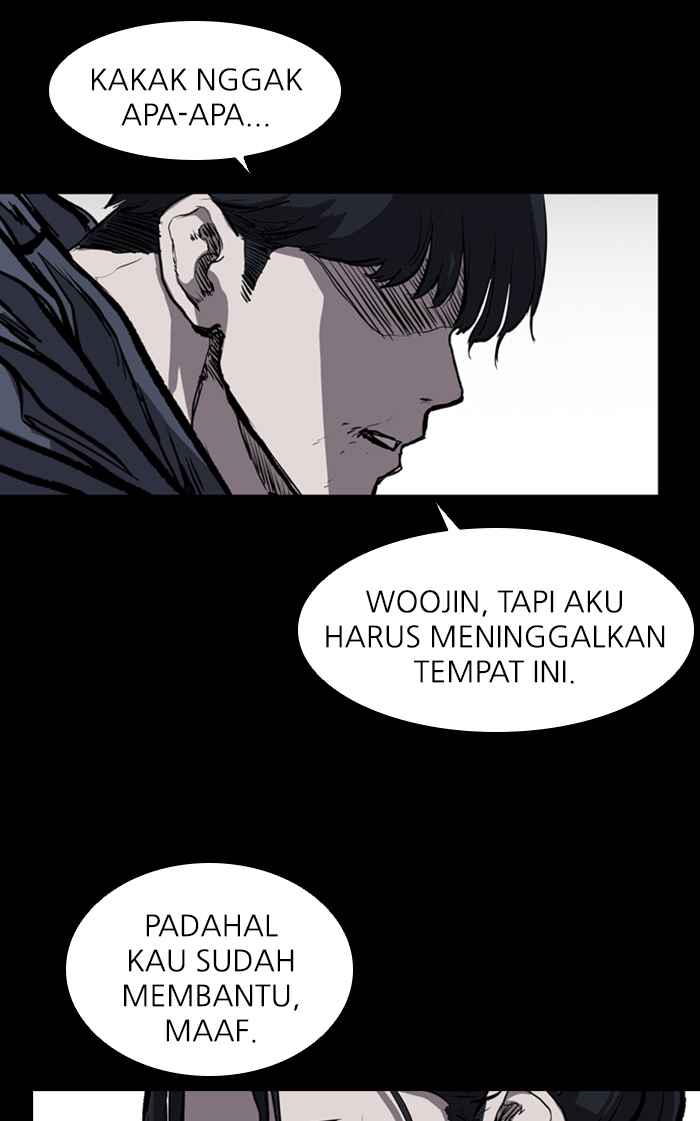 KAKAK NGGAK
APA-APA...
WOOJIN, TAPI AKU
HARUS MENINGGALKAN
TEMPAT INI.
PADAHAL
KAU SUDAH
MEMBANTU,
MAAF.